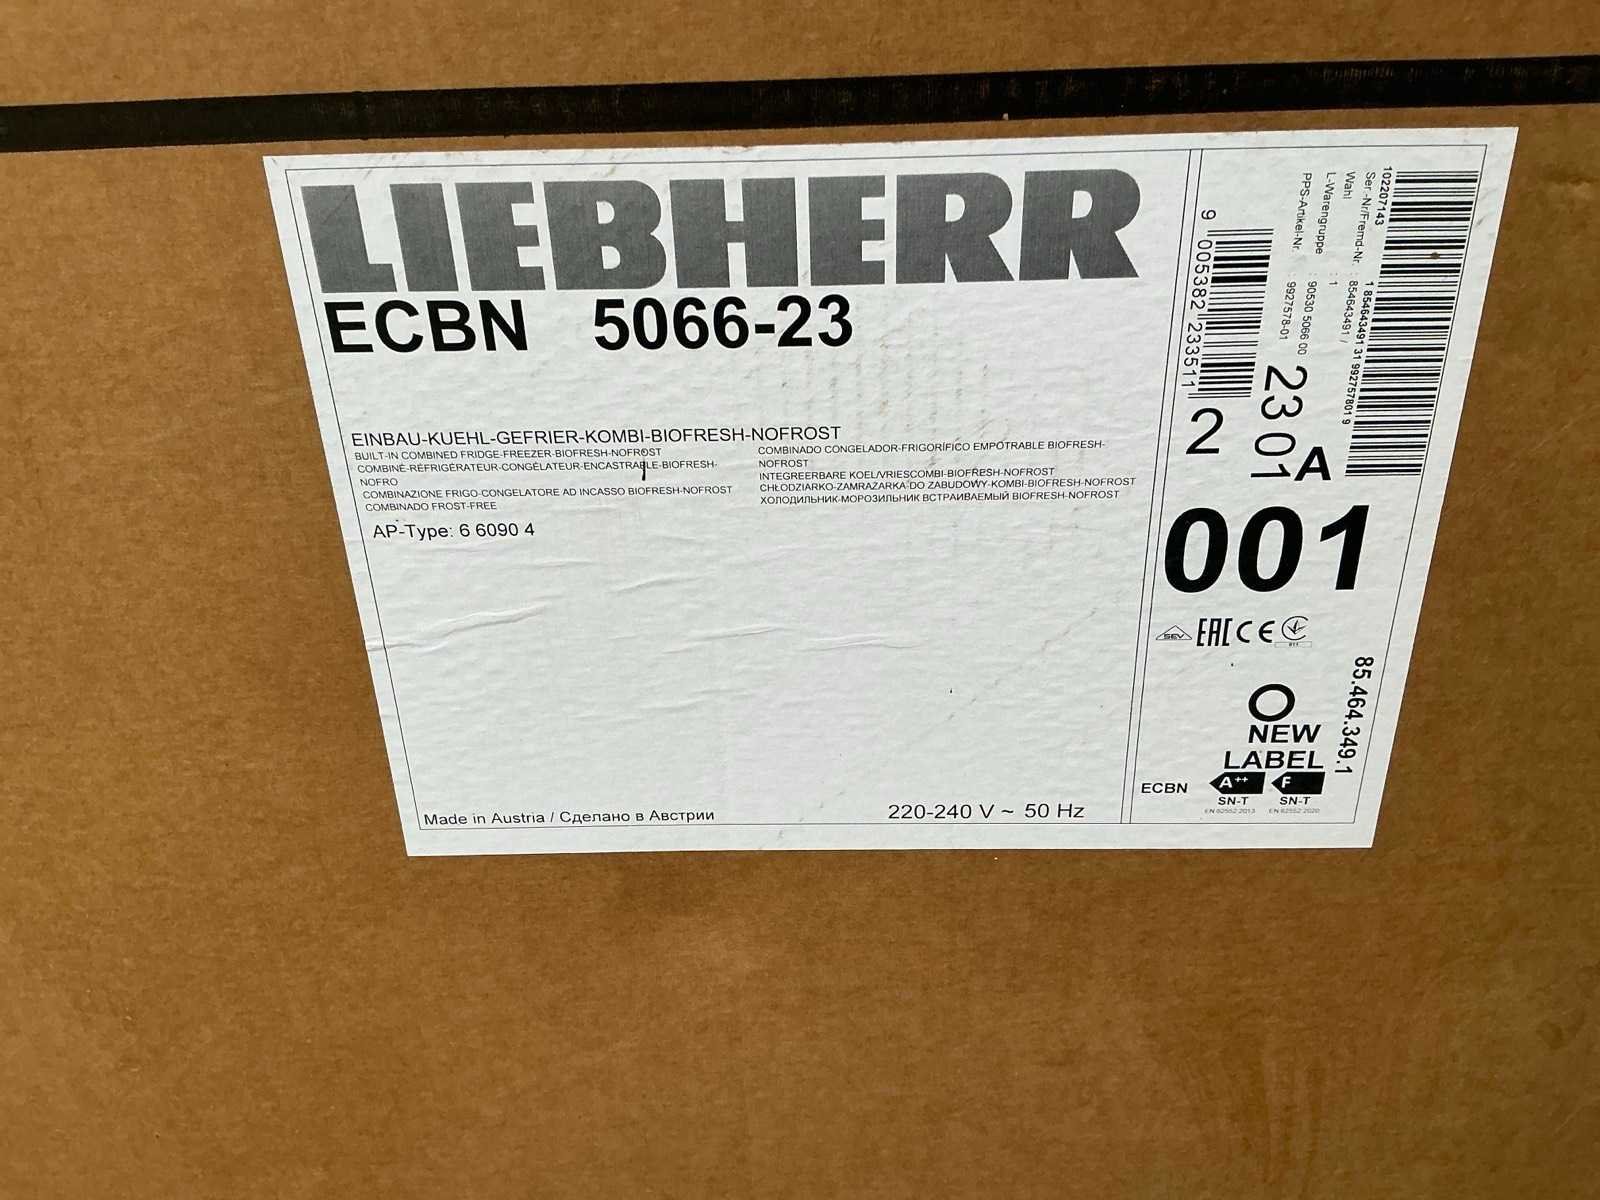 LIEBHERR
ECBN 5066-23
EINBAU-KUEHL-GEFRIER-KOMBI-BIOFRESH-NOFROST
BUILT-IN COMBINED FRIDGE-FREEZER-BIOFRESH-NOFROST
COMBINÉ-RÉFRIGÉRATEUR-CONGÉLATEUR-ENCASTRABLE-BIOFRESH-
NOFRO
COMBINAZIONE FRIGO-CONGELATORE AD INCASSO BIOFRESH-NOFROST
COMBINADO FROST-FREE
COMBINADO CONGELADOR-FRIGORÍFICO EMPOTRABLE BIOFRESH-
NOFROST
INTEGREERBARE KOEL/VRIESCOMBI-BIOFRESH-NOFROST
CHŁODZIARKO-ZAMRAŻARKA DO ZABUDOWY-KOMBI-BIOFRESH-NOFROST
ХОЛОДИЛЬНИК-МОРОЗИЛЬНИК ВСТРАИВАЕМЫЙ BIOFRESH-NOFROST
AP-Type: 6 6090 4
Made in Austria / Сделано в Австрии
220-240 V ~ 50 Hz
102207143
Ser.-Nr/Fremd-Nr. : 1 854643491 31 992757801 9
Wahl : 854643491 /
L-Warengruppe : 1
PPS-Artikel-Nr. : 9927578-01
90530 5066 00
9 005382 233511
2
23 01
A
001
SEV EAC CE
011
85.464.349.1
NEW
LABEL
ECBN A++ F
SN-T SN-T
EN 62552:2013 EN 62552:2020